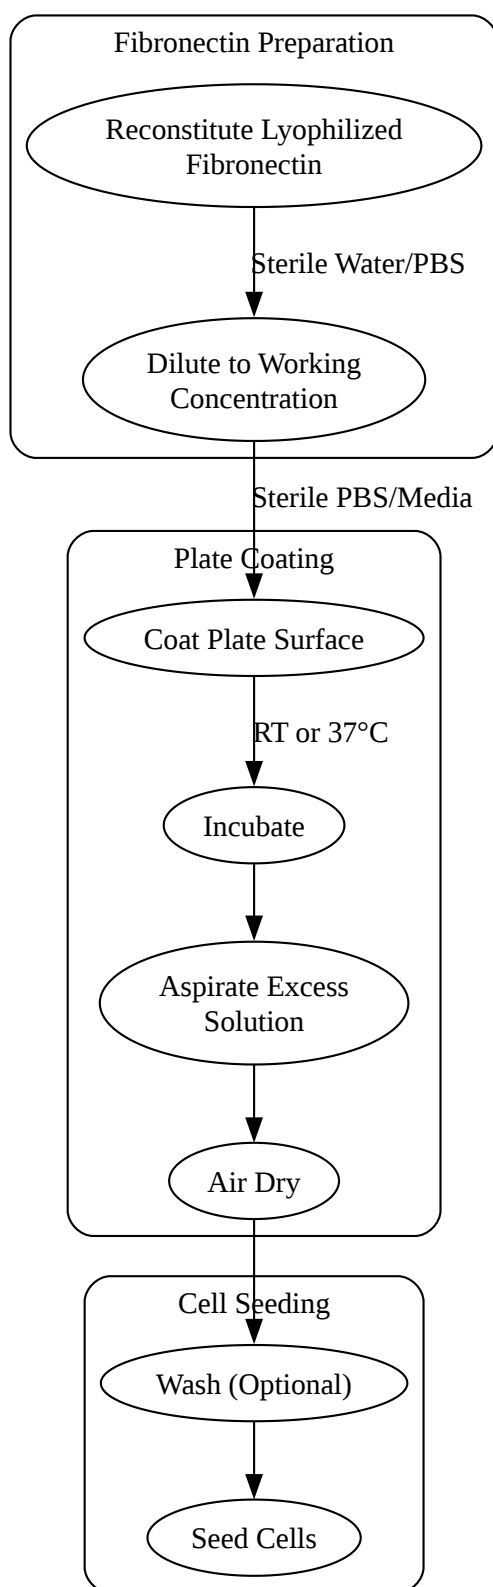 Fibronectin Preparation
Reconstitute Lyophilized
Fibronectin
Sterile Water/PBS
Dilute to Working
Concentration
Sterile PBS/Media
Plate Coating
Coat Plate Surface
RT or 37°C
Incubate
Aspirate Excess
Solution
Air Dry
Cell Seeding
Wash (Optional)
Seed Cells